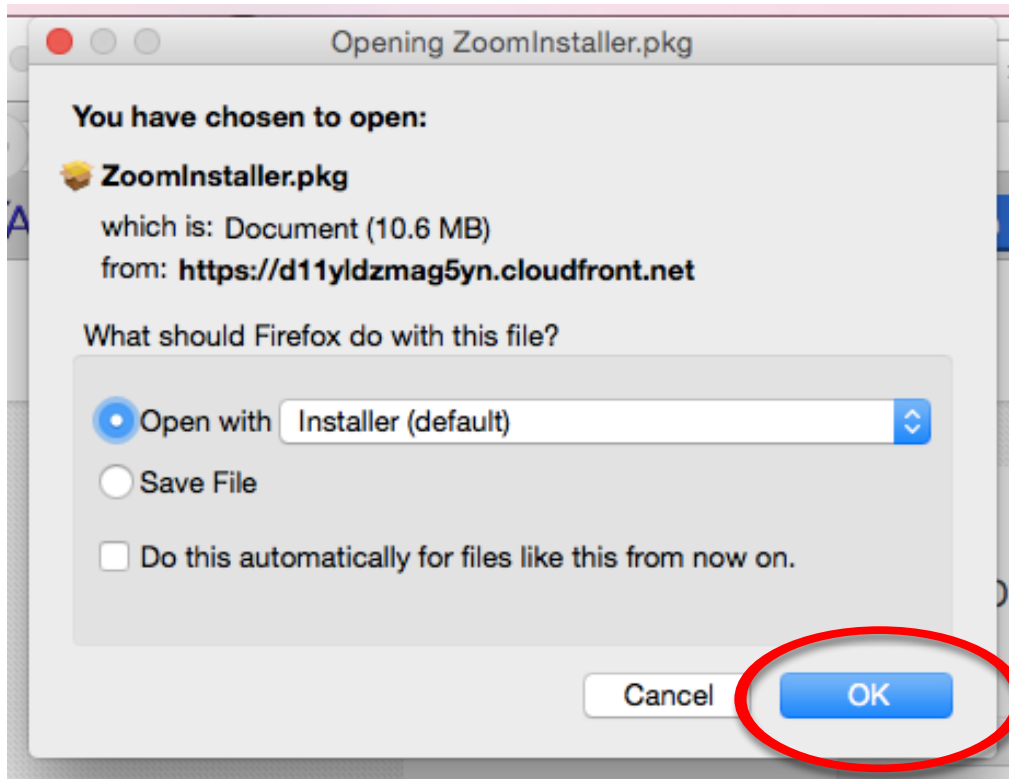 Opening ZoomInstaller.pkg
You have chosen to open:
ZoomInstaller.pkg
which is: Document (10.6 MB)
from: https://d11yldzmag5yn.cloudfront.net
What should Firefox do with this file?
Open with Installer (default)
Save File
Do this automatically for files like this from now on.
Cancel OK